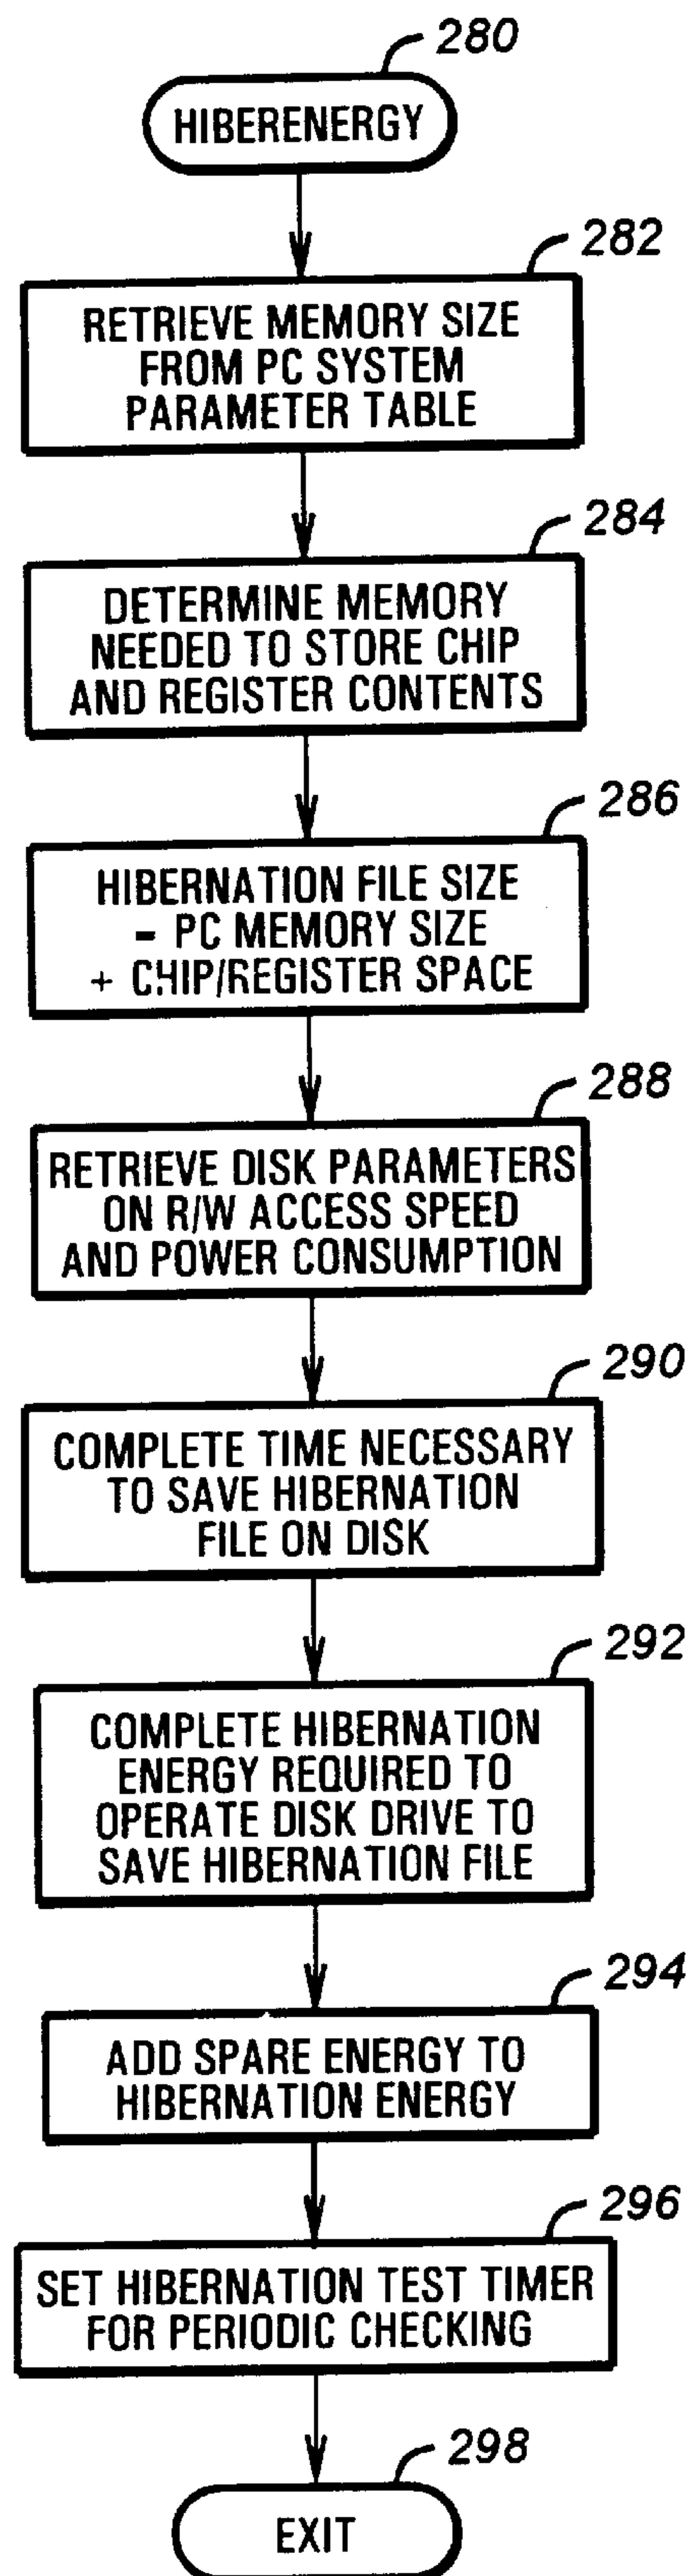 280
HIBERENERGY
282
RETRIEVE MEMORY SIZE
FROM PC SYSTEM
PARAMETER TABLE
284
DETERMINE MEMORY
NEEDED TO STORE CHIP
AND REGISTER CONTENTS
286
HIBERNATION FILE SIZE
= PC MEMORY SIZE
+ CHIP/REGISTER SPACE
288
RETRIEVE DISK PARAMETERS
ON R/W ACCESS SPEED
AND POWER CONSUMPTION
290
COMPLETE TIME NECESSARY
TO SAVE HIBERNATION
FILE ON DISK
292
COMPLETE HIBERNATION
ENERGY REQUIRED TO
OPERATE DISK DRIVE TO
SAVE HIBERNATION FILE
294
ADD SPARE ENERGY TO
HIBERNATION ENERGY
296
SET HIBERNATION TEST TIMER
FOR PERIODIC CHECKING
298
EXIT